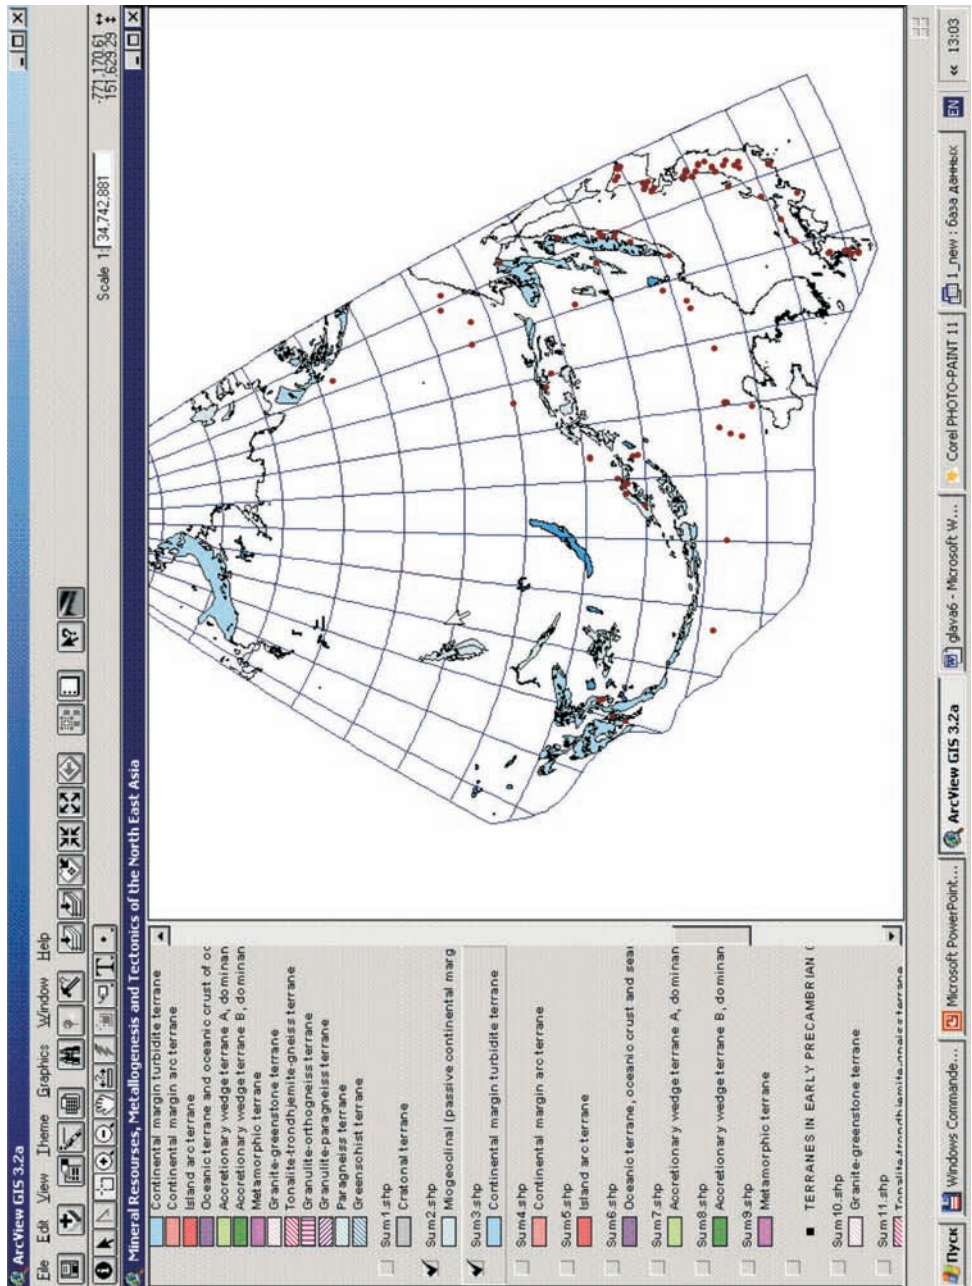 ArcView GIS 3.2a
File Edit View Theme Graphics Window Help
Scale 1: 34,742,881
-771,170.61
151,629.29
Mineral Resourses, Metallogenesis and Tectonics of the North East Asia
Continental margin turbidite terrane
Continental margin arc terrane
Island arc terrane
Oceanic terrane and oceanic crust of oc
Accretionary wedge terrane A, dominan
Accretionary wedge terrane B, dominan
Metamorphic terrane
Granite-greenstone terrane
Tonalite-trondhjemite-gneiss terrane
Granulite-orthogneiss terrane
Granulite-paragneiss terrane
Paragneiss terrane
Greenschist terrane
Sum1.shp
Cratonal terrane
Sum2.shp
Miogeoclinal (passive continental marg
Sum3.shp
Continental margin turbidite terrane
Sum4.shp
Continental margin arc terrane
Sum5.shp
Island arc terrane
Sum6.shp
Oceanic terrane, oceanic crust and sea
Sum7.shp
Accretionary wedge terrane A, dominan
Sum8.shp
Accretionary wedge terrane B, dominan
Sum9.shp
Metamorphic terrane
TERRANES IN EARLY PRECAMBRIAN
Sum10.shp
Granite-greenstone terrane
Sum11.shp
Tonalite-trondhjemite-gneiss terrane
Пуск Windows Commande... Microsoft PowerPoint... ArcView GIS 3.2a glava6 - Microsoft W... Corel PHOTO-PAINT 11 1_new : база данных EN « 13:03